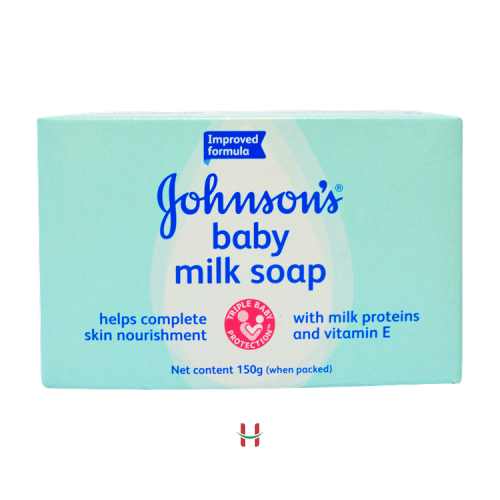 Improved
formula
Johnson's®
baby
milk soap
helps complete
skin nourishment
TRIPLE BABY
PROTECTION™
with milk proteins
and vitamin E
Net content 150g (when packed)
H